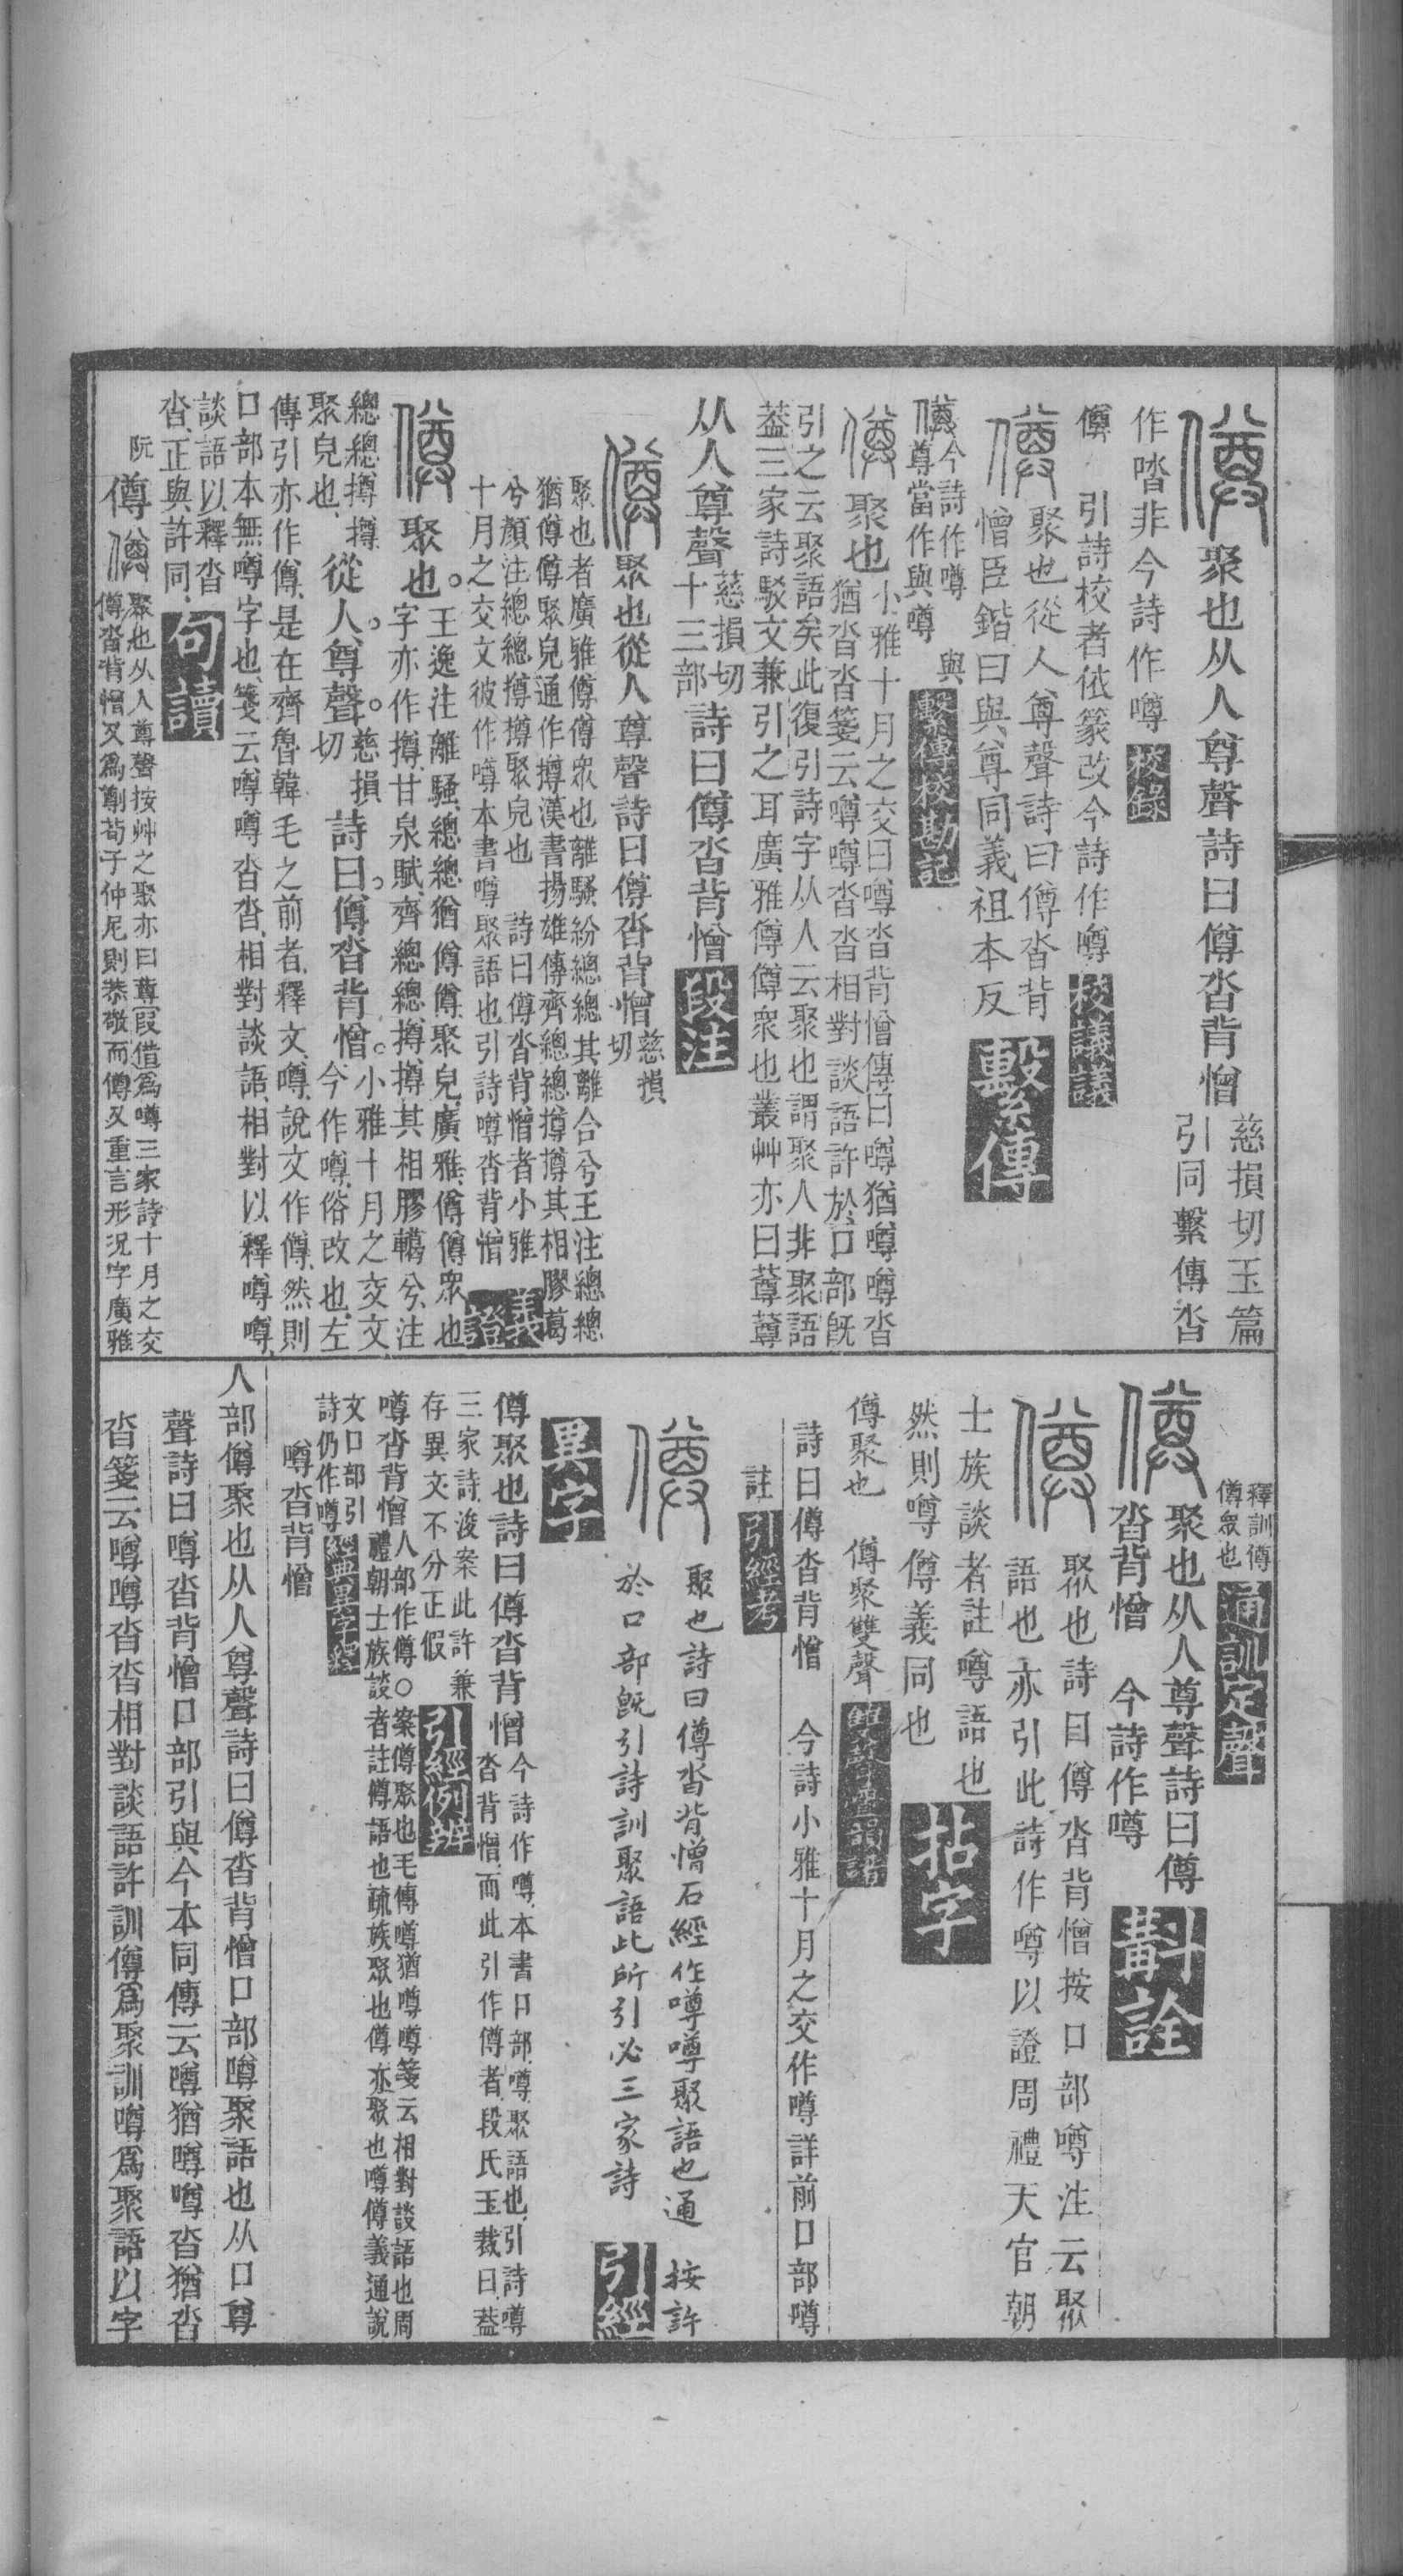 僔 聚也从人尊聲詩曰僔沓背憎
慈損切玉篇
引同繫傳沓
作喒非今詩作噂 校錄
僔 引詩校者依篆改今詩作噂 校議議
僔 聚也從人尊聲詩曰僔沓背
憎臣鍇曰與尊同義祖本反 繫傳
僔 今詩作噂 與
尊當作與噂 繫傳校勘記
僔 聚也
小雅十月之交曰噂沓背憎傳曰噂猶噂噂沓
猶沓沓箋云噂噂沓沓相對談語許於口部旣
引之云聚語矣此復引詩字从人云聚也謂聚人非聚語
葢三家詩駁文兼引之耳廣雅僔僔衆也叢艸亦曰蓴蓴
从人尊聲
慈損切
十三部
詩曰僔沓背憎 段注
僔 聚也從人尊聲詩曰僔沓背憎
慈損
切
聚也者廣雅僔僔衆也離騷紛總總其離合兮王注總總
猶僔僔聚皃通作撙漢書揚雄傳齊總總撙撙其相膠葛
兮顏注總總撙撙聚皃也 詩曰僔沓背憎者小雅
十月之交文彼作噂本書噂聚語也引詩噂沓背憎 義證
僔 聚也。
王逸注離騷、總總猶僔僔聚皃、廣雅、僔僔衆也
字亦作撙、甘泉賦、齊總總、撙撙其相膠轕兮、注
總總撙撙
聚皃也、
從人。尊聲。
慈損
切
詩曰。僔沓背憎。
小雅十月之交文
今作噂、俗改也、左
傳引亦作僔、是在齊魯韓毛之前者、釋文、噂、說文作僔、然則
口部本無噂字也、箋云噂噂沓沓、相對談語、相對以釋噂噂、
談語以釋沓
沓、正與許同、 句讀
阮 僔 僔
聚也从人尊聲按艸之聚亦曰蓴叚借爲噂三家詩十月之交
僔沓背憎又爲劕荀子仲尼則恭敬而僔又重言形況字廣雅
釋訓僔
僔衆也 通訓定聲
僔 聚也从人尊聲詩曰僔
沓背憎 今詩作噂 斠詮
僔 聚也詩曰僔沓背憎按口部噂注云聚
語也亦引此詩作噂以證周禮天官朝
士族談者註噂語也
然則噂僔義同也 拈字
僔聚也 僔聚雙聲 雙聲疊韻譜
詩曰僔沓背憎 今詩小雅十月之交作噂詳前口部噂
註 引經考
僔 聚也詩曰僔沓背憎石經作噂噂聚語也通 按許
於口部旣引詩訓聚語此所引必三家詩 引經
異字
僔聚也詩曰僔沓背憎
今詩作噂、本書口部、噂、聚語也、引詩噂
沓背憎、而此引作僔者、段氏玉裁曰、葢
三家詩、浚案此許兼
存異文、不分正假 引經例辨
噂沓背憎
人部作僔○案僔聚也毛傳噂猶噂噂箋云相對談語也周
禮朝士族談者註僔語也疏族聚也僔亦聚也噂僔義通說
文口部引
詩仍作噂 經典異字釋
噂沓背憎
人部僔聚也从人尊聲詩曰僔沓背憎口部噂聚語也从口尊
聲詩曰噂沓背憎口部引與今本同傳云噂猶噂噂沓猶沓
沓箋云噂噂沓沓相對談語許訓僔爲聚訓噂爲聚語以字